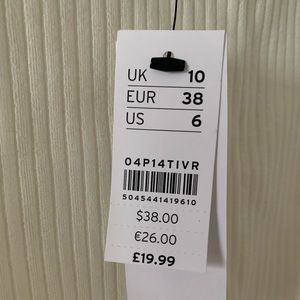 UK 10
EUR 38
US 6
04P14TIVR
5045441419610
$38.00
€26.00
£19.99